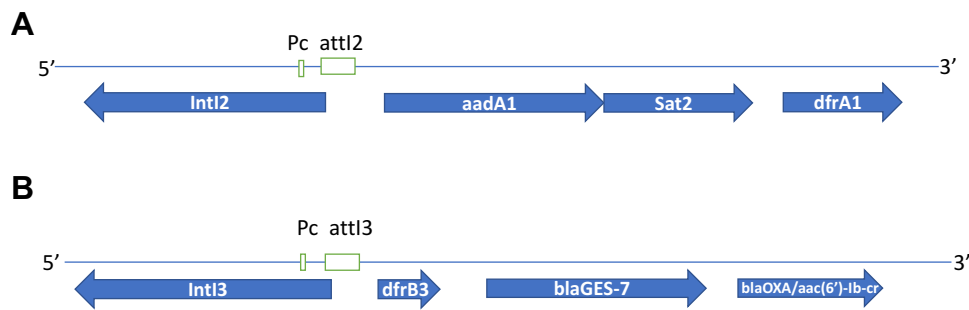 A
Pc attI2
5’ 3’
IntI2 aadA1 Sat2 dfrA1
B
Pc attI3
5’ 3’
IntI3 dfrB3 blaGES-7 blaOXA/aac(6’)-Ib-cr